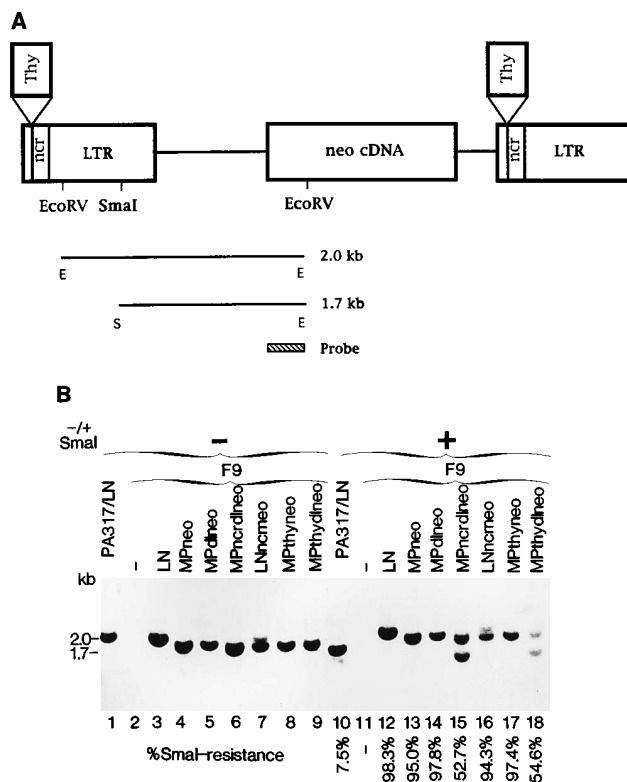 A
Thy
Thy
ncr
LTR
neo cDNA
ncr
LTR
EcoRV
SmaI
EcoRV
2.0 kb
E
E
1.7 kb
S
E
Probe
B
−/+
SmaI
−
+
F9
F9
PA317/LN
–
LN
MPneo
MPdlneo
MPncrdlneo
LNncrneo
MPthyneo
MPthydlneo
PA317/LN
–
LN
MPneo
MPdlneo
MPncrdlneo
LNncrneo
MPthyneo
MPthydlneo
kb
2.0–
1.7–
1 2 3 4 5 6 7 8 9 10 11 12 13 14 15 16 17 18
%SmaI–resistance
7.5%
–
98.3%
95.0%
97.8%
52.7%
94.3%
97.4%
54.6%